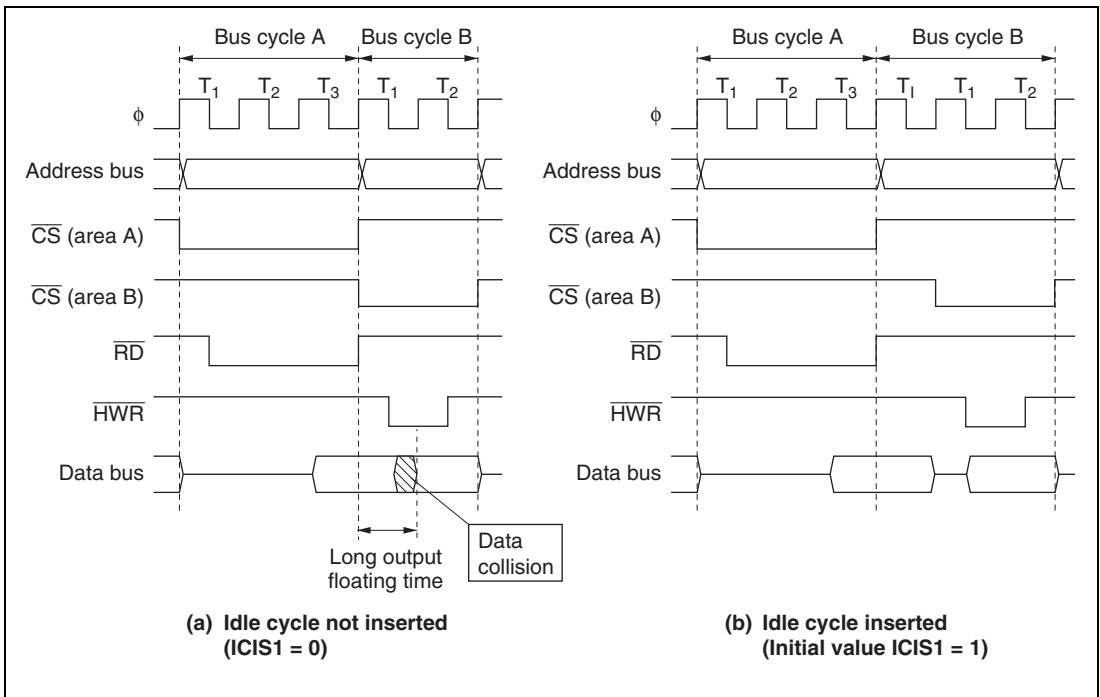 Bus cycle A Bus cycle B
T1 T2 T3 T1 T2
ϕ
Address bus
CS (area A)
CS (area B)
RD
HWR
Data bus
Long output
floating time
Data
collision
(a) Idle cycle not inserted
(ICIS1 = 0)
Bus cycle A Bus cycle B
T1 T2 T3 TI T1 T2
ϕ
Address bus
CS (area A)
CS (area B)
RD
HWR
Data bus
(b) Idle cycle inserted
(Initial value ICIS1 = 1)